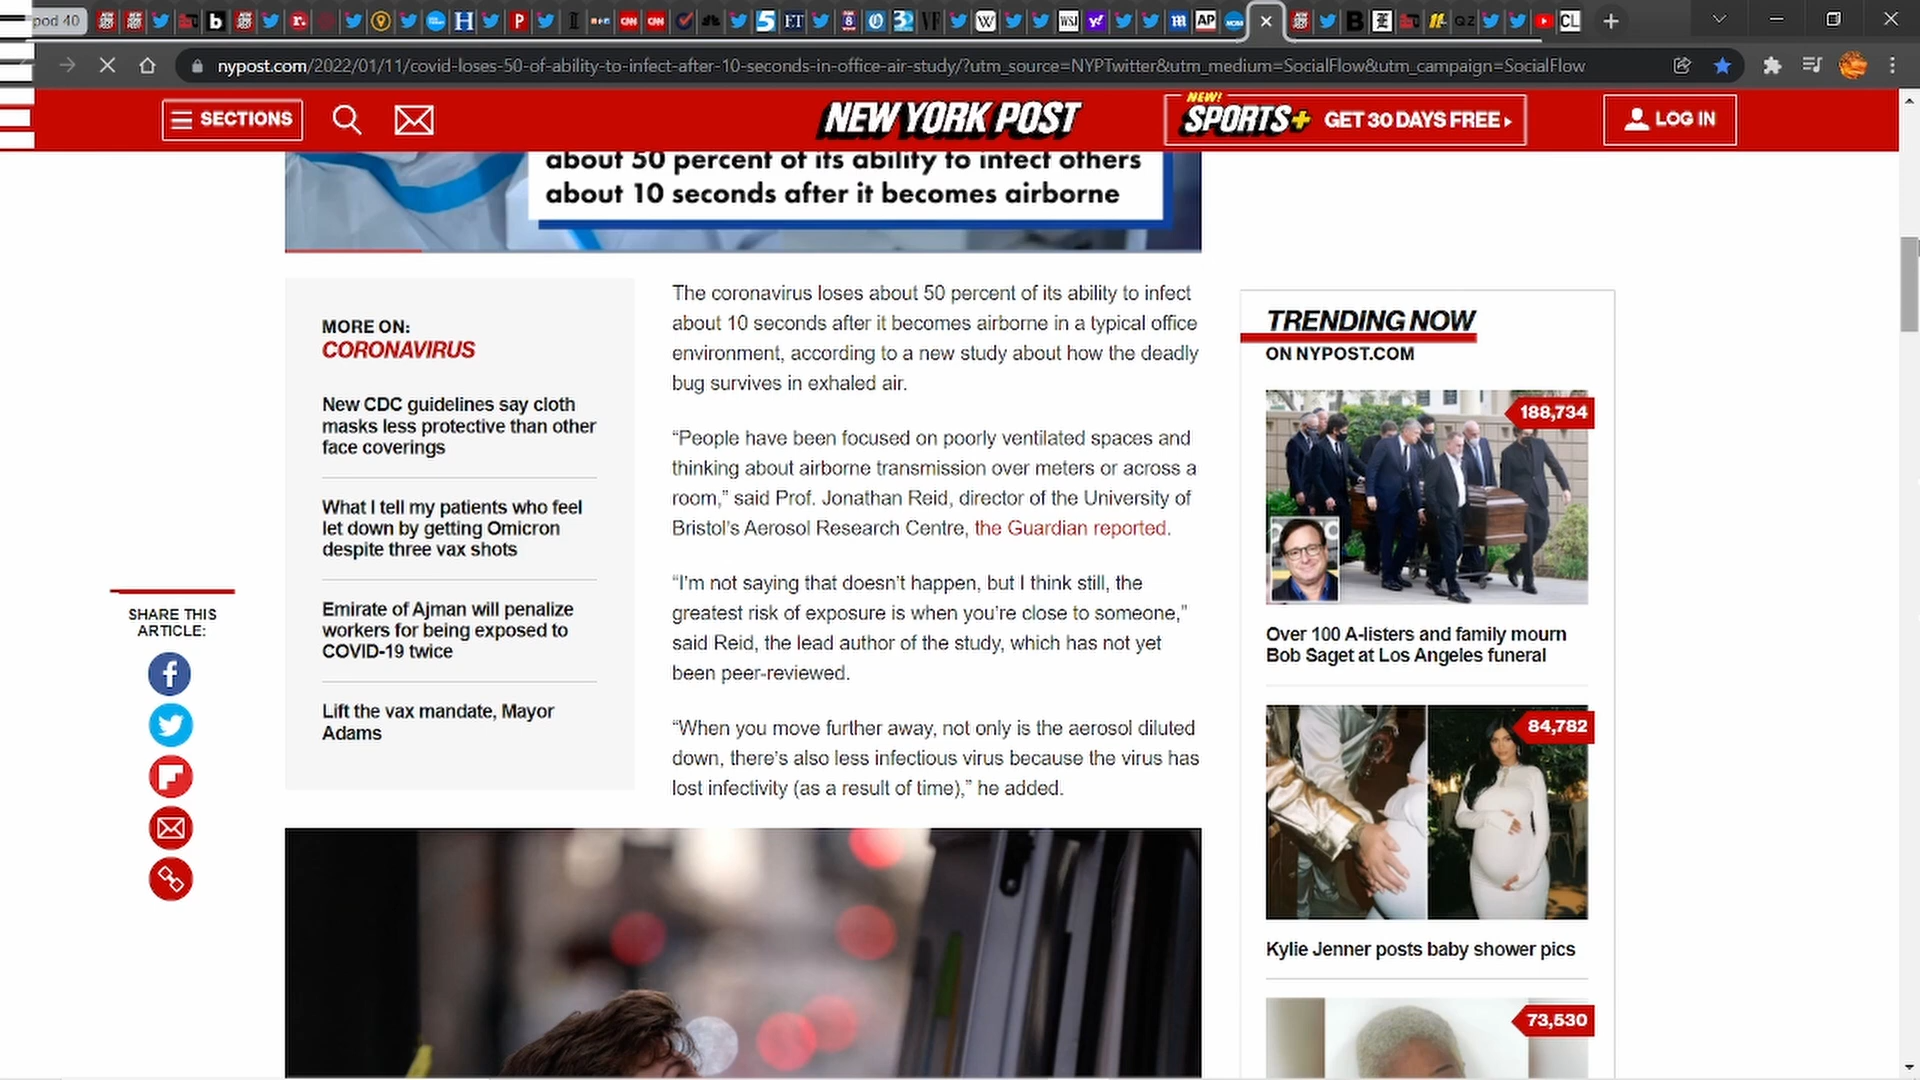 pod 40
nypost.com/2022/01/11/covid-loses-50-of-ability-to-infect-after-10-seconds-in-office-air-study/?utm_source=NYPTwitter&utm_medium=SocialFlow&utm_campaign=SocialFlow
SECTIONS
NEW YORK POST
NEW!
SPORTS+ GET 30 DAYS FREE
LOG IN
about 50 percent of its ability to infect others
about 10 seconds after it becomes airborne
MORE ON:
CORONAVIRUS
New CDC guidelines say cloth
masks less protective than other
face coverings
What I tell my patients who feel
let down by getting Omicron
despite three vax shots
Emirate of Ajman will penalize
workers for being exposed to
COVID-19 twice
Lift the vax mandate, Mayor
Adams
SHARE THIS
ARTICLE:
The coronavirus loses about 50 percent of its ability to infect
about 10 seconds after it becomes airborne in a typical office
environment, according to a new study about how the deadly
bug survives in exhaled air.
“People have been focused on poorly ventilated spaces and
thinking about airborne transmission over meters or across a
room,” said Prof. Jonathan Reid, director of the University of
Bristol’s Aerosol Research Centre, the Guardian reported.
“I’m not saying that doesn’t happen, but I think still, the
greatest risk of exposure is when you’re close to someone,”
said Reid, the lead author of the study, which has not yet
been peer-reviewed.
“When you move further away, not only is the aerosol diluted
down, there’s also less infectious virus because the virus has
lost infectivity (as a result of time),” he added.
TRENDING NOW
ON NYPOST.COM
188,734
Over 100 A-listers and family mourn
Bob Saget at Los Angeles funeral
84,782
Kylie Jenner posts baby shower pics
73,530